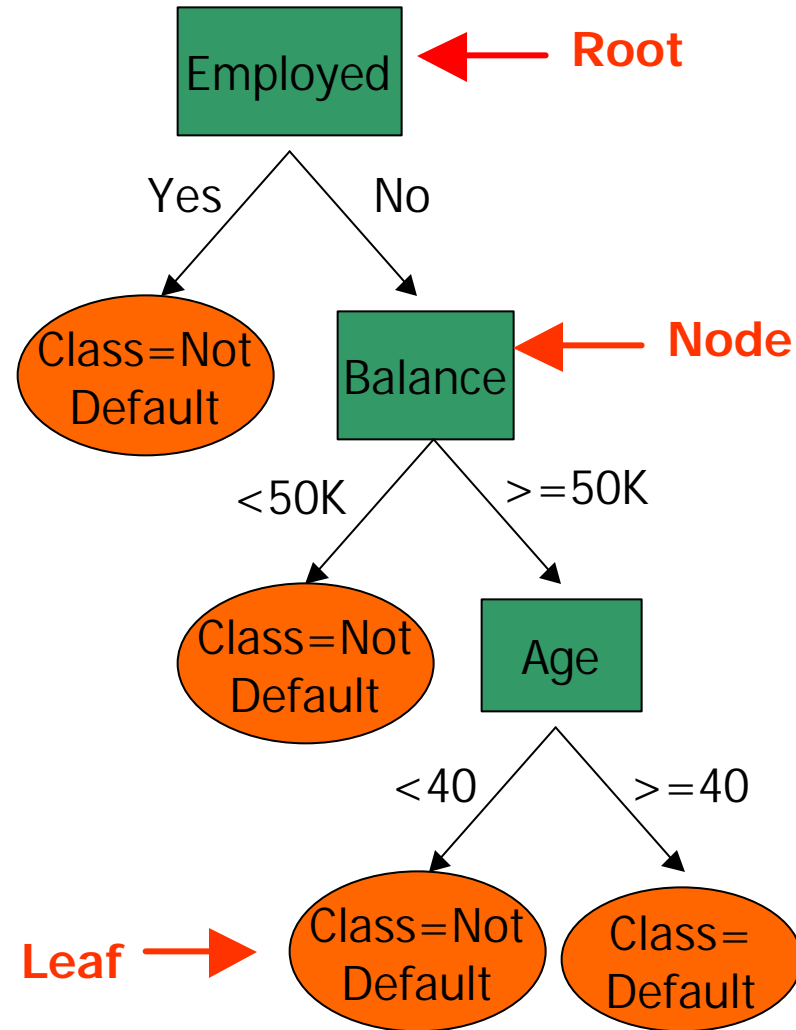 Employed
Root
Yes
No
Class=Not
Default
Balance
Node
<50K
>=50K
Class=Not
Default
Age
<40
>=40
Leaf
Class=Not
Default
Class=
Default